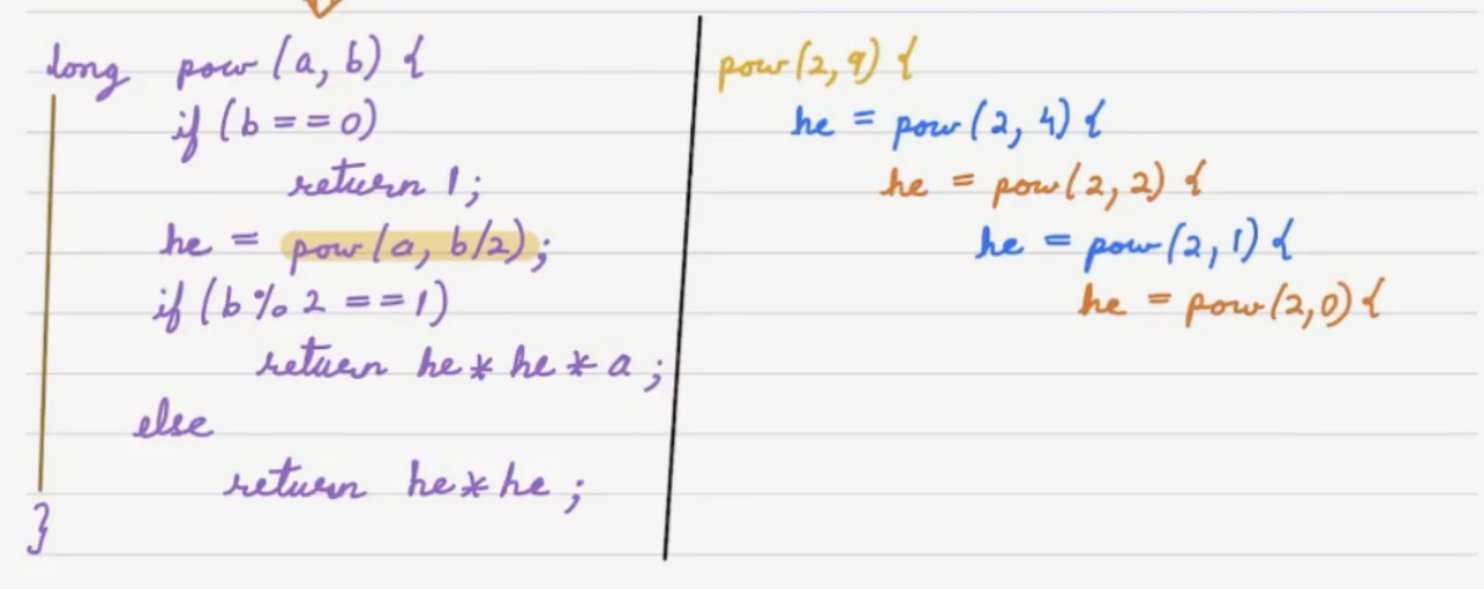 long pow (a, b) {
if (b == 0)
return 1;
he = pow(a, b/2);
if (b % 2 == 1)
return he * he * a ;
else
return he * he ;
}
pow(2, 9) {
he = pow(2, 4) {
he = pow(2, 2) {
he = pow(2, 1) {
he = pow(2, 0) {